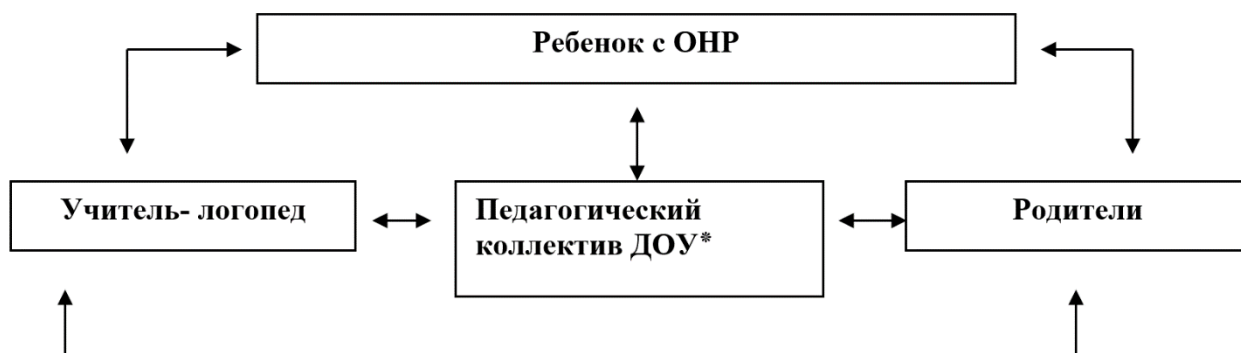 Ребенок с ОНР
Учитель- логопед
Педагогический
коллектив ДОУ*
Родители